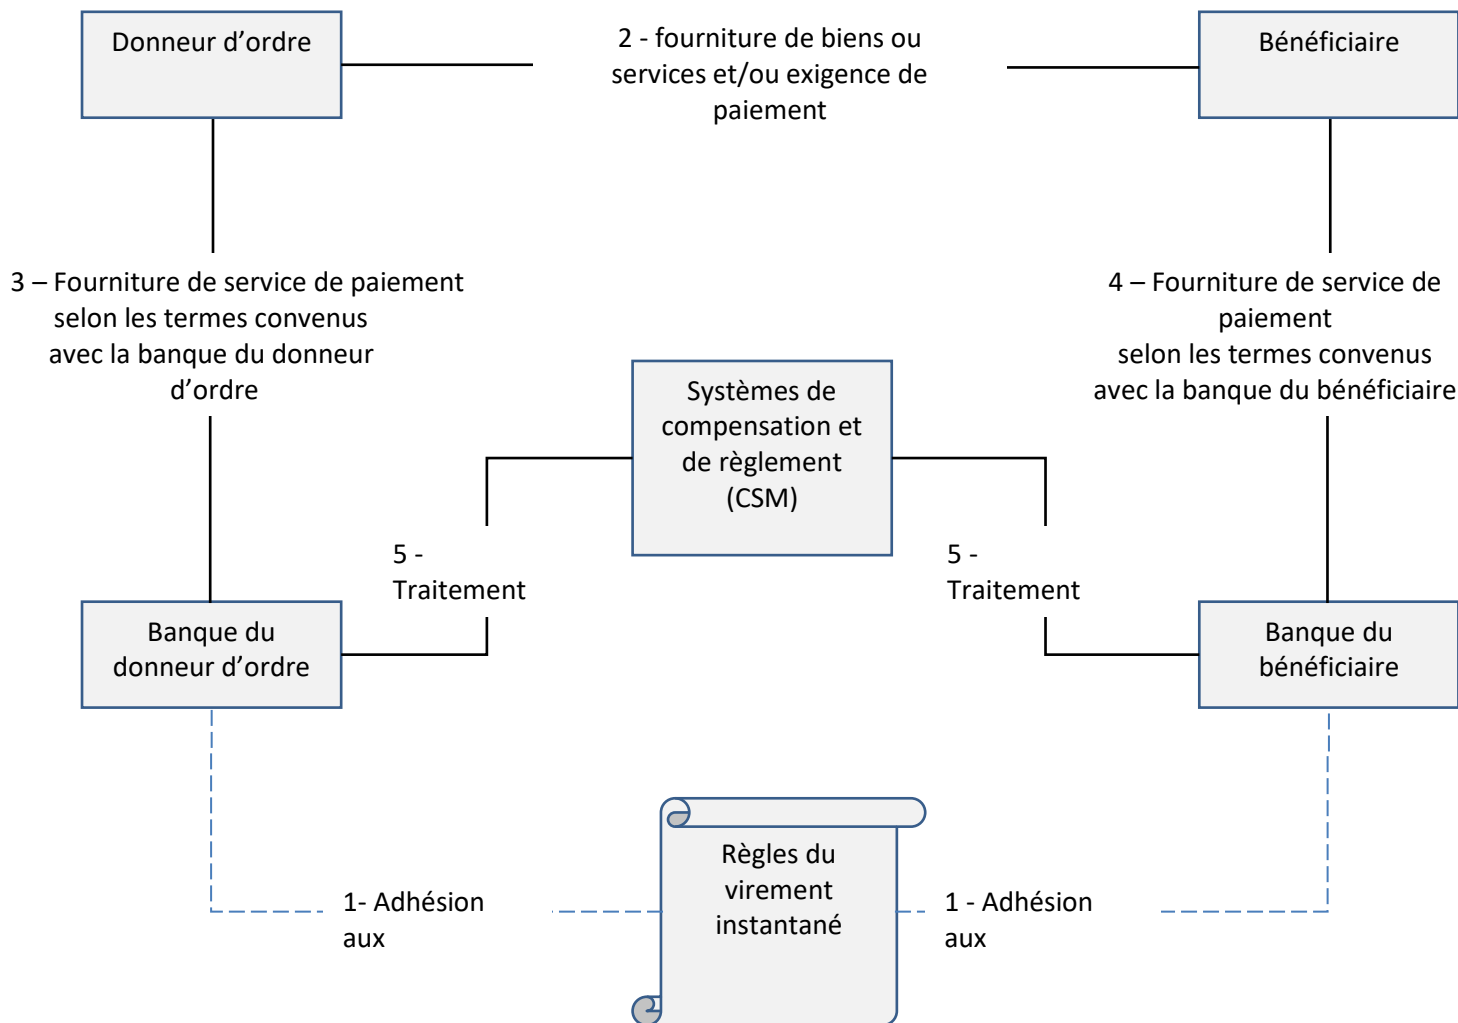 Donneur d’ordre
2 - fourniture de biens ou
services et/ou exigence de
paiement
Bénéficiaire
3 – Fourniture de service de paiement
selon les termes convenus
avec la banque du donneur
d’ordre
4 – Fourniture de service de
paiement
selon les termes convenus
avec la banque du bénéficiaire
Systèmes de
compensation et
de règlement
(CSM)
5 -
Traitement
5 -
Traitement
Banque du
donneur d’ordre
Banque du
bénéficiaire
Règles du
virement
instantané
1- Adhésion
aux
1 - Adhésion
aux